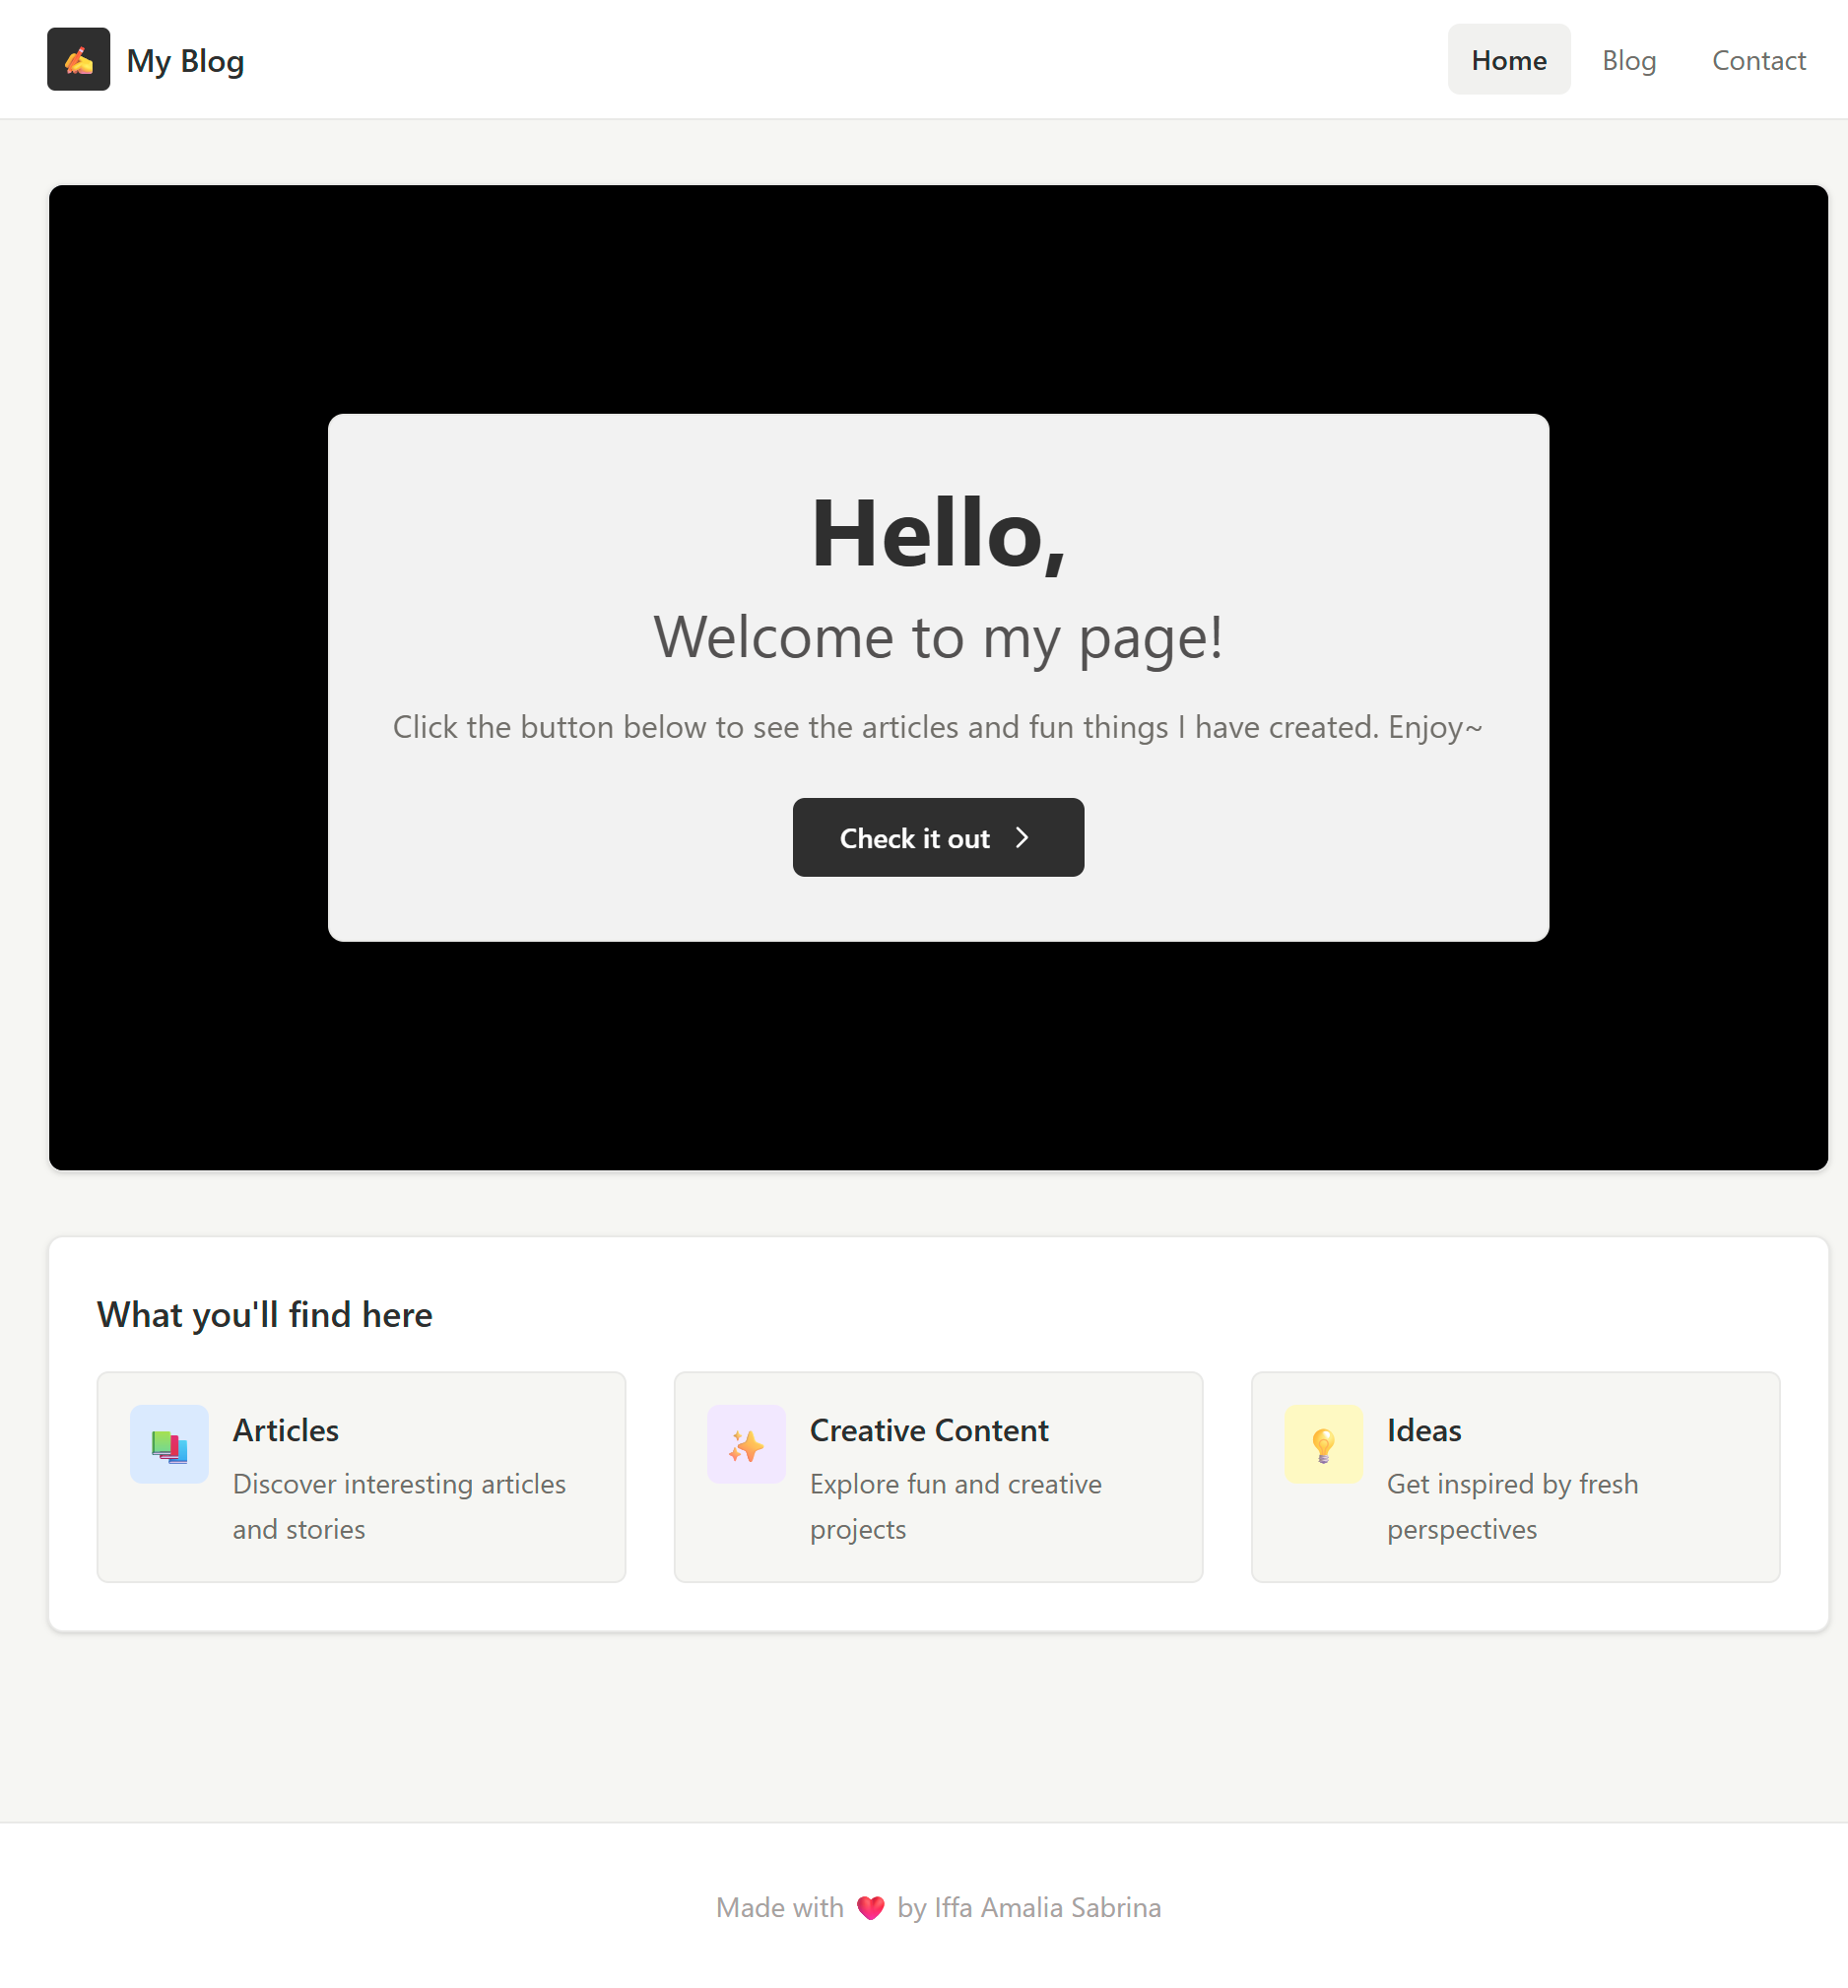 My Blog
Home
Blog
Contact
Hello,
Welcome to my page!
Click the button below to see the articles and fun things I have created. Enjoy~
Check it out
What you'll find here
Articles
Discover interesting articles
and stories
Creative Content
Explore fun and creative
projects
Ideas
Get inspired by fresh
perspectives
Made with ❤️ by Iffa Amalia Sabrina